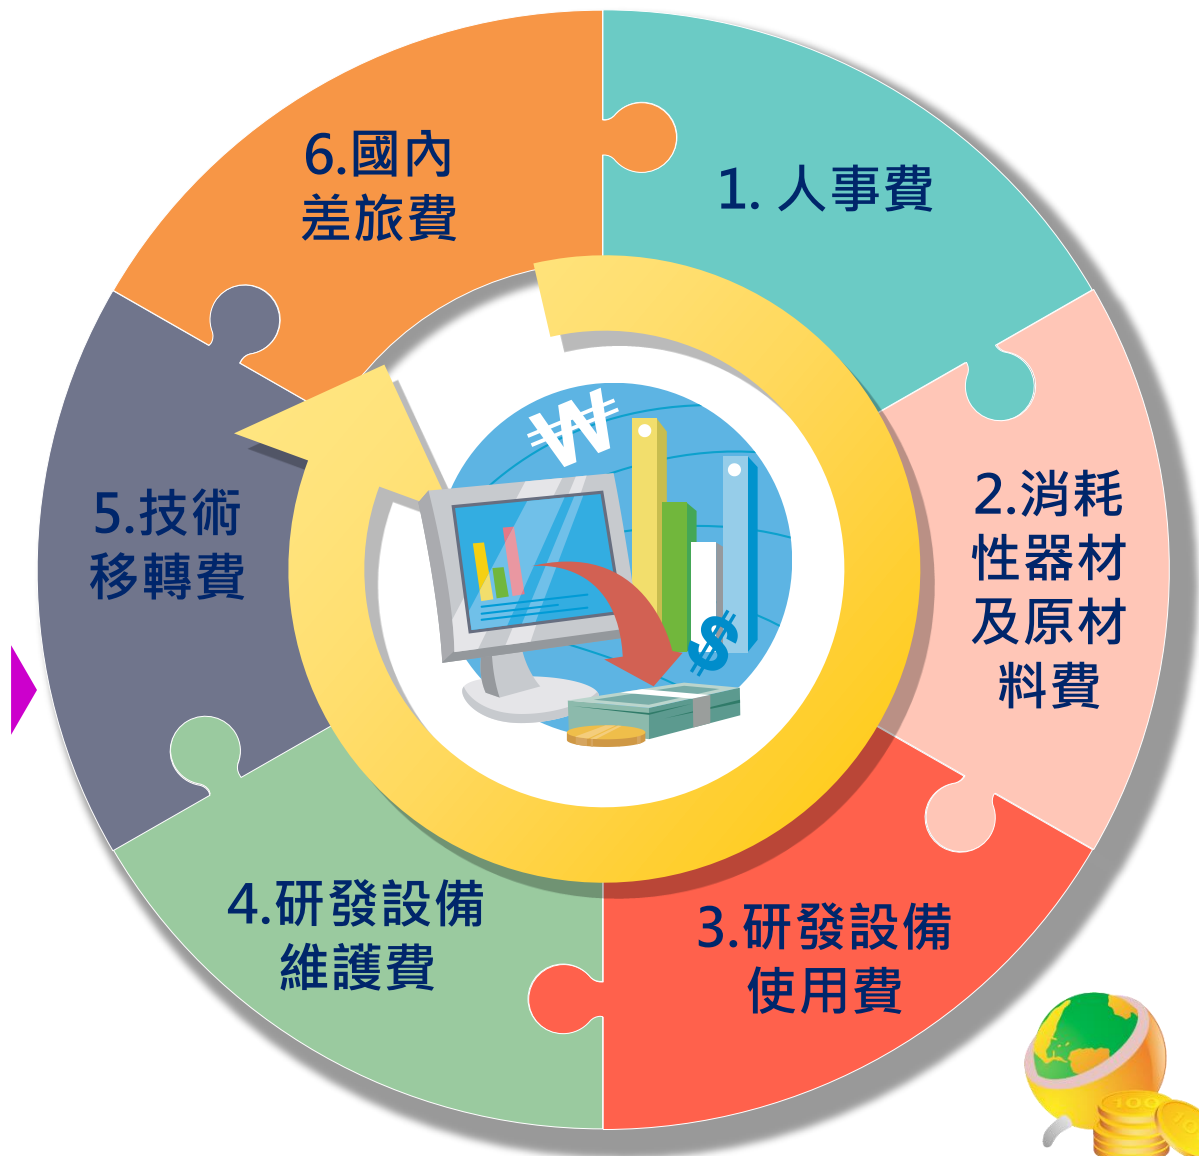 1. 人事費
2.消耗
性器材
及原材
料費
3.研發設備
使用費
4.研發設備
維護費
5.技術
移轉費
6.國內
差旅費
₩
$
100